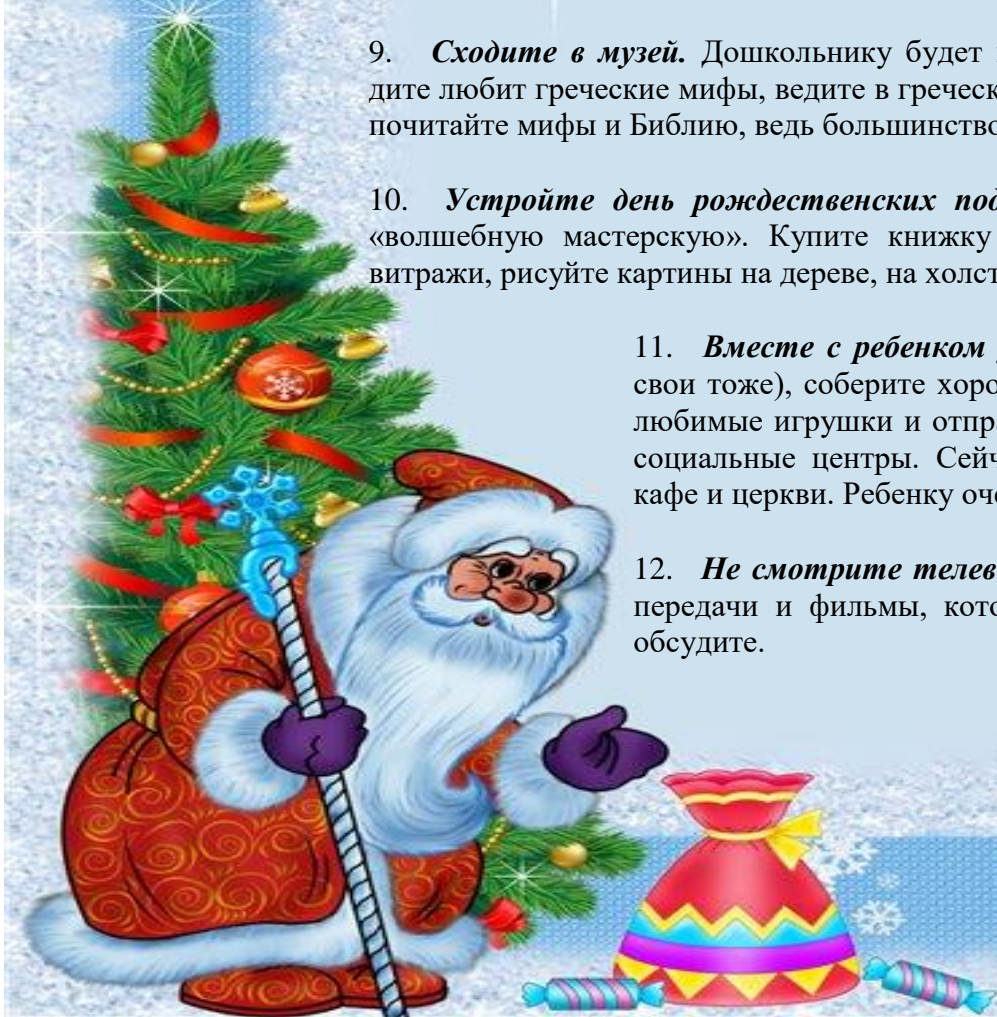 9. Сходите в музей. Дошкольнику будет
дите любит греческие мифы, ведите в греческ
почитайте мифы и Библию, ведь большинство
10. Устройте день рождественских под
«волшебную мастерскую». Купите книжку
витражи, рисуйте картины на дереве, на холст
11. Вместе с ребенком
свои тоже), соберите хоро
любимые игрушки и отпр
социальные центры. Сейч
кафе и церкви. Ребенку оче
12. Не смотрите телев
передачи и фильмы, кото
обсудите.